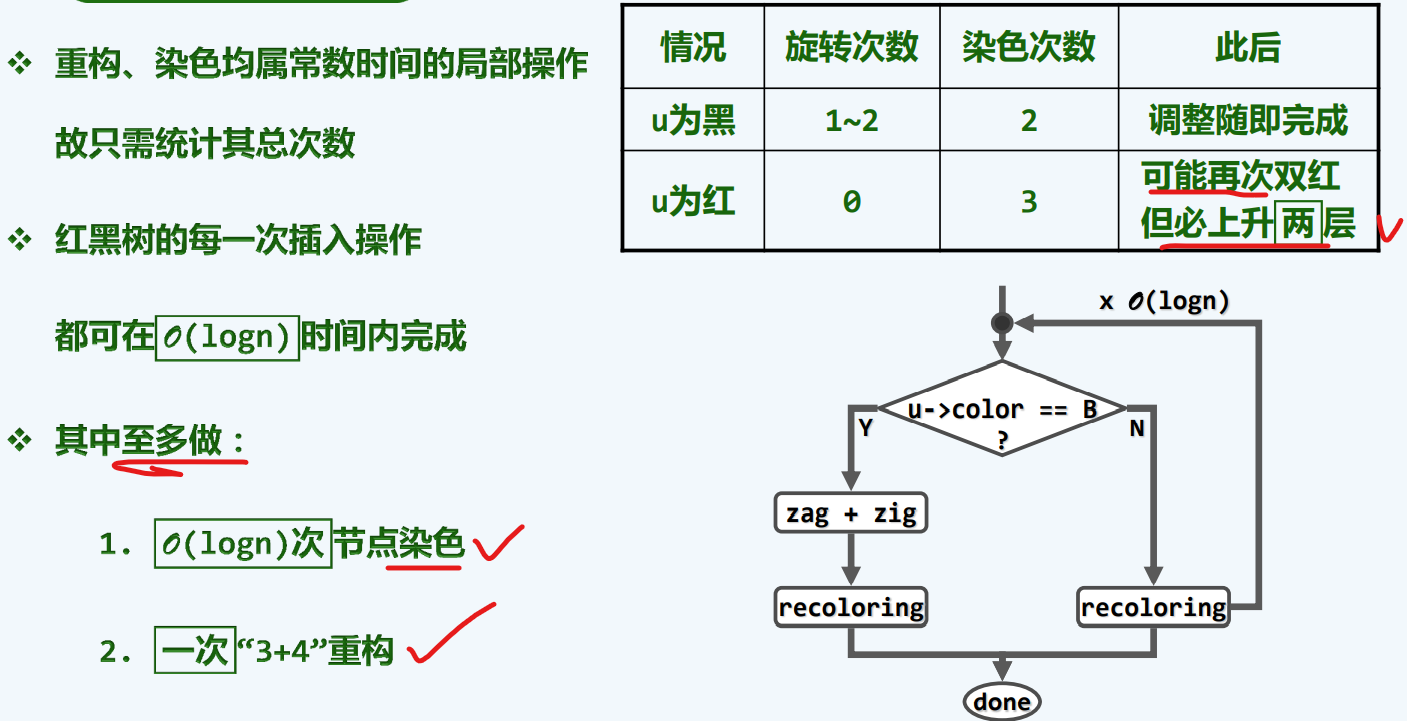 重构、染色均属常数时间的局部操作
故只需统计其总次数
红黑树的每一次插入操作
都可在O(logn)时间内完成
其中至多做：
1. O(logn)次节点染色
2. 一次“3+4”重构
情况 旋转次数 染色次数 此后
u为黑 1~2 2 调整随即完成
u为红 0 3 可能再次双红
但必上升两层
x O(logn)
u->color == B
?
Y
N
zag + zig
recoloring
recoloring
done